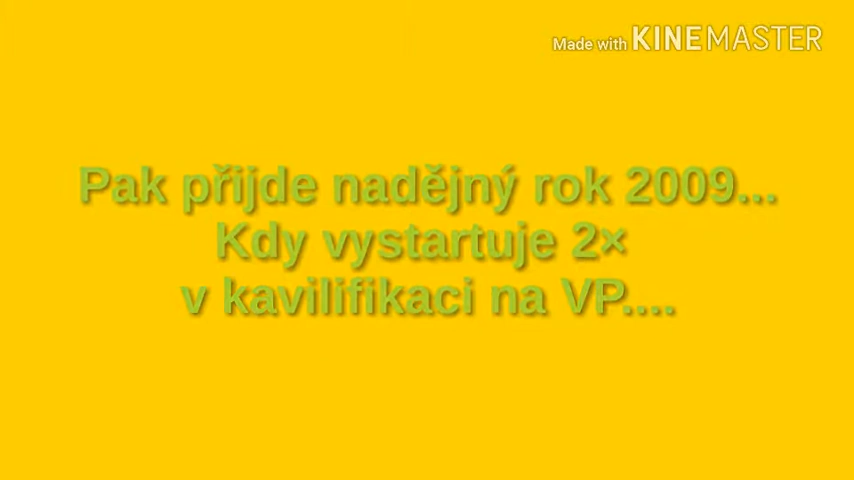 Made with KINEMASTER
Pak přijde nadějný rok 2009...
Kdy vystartuje 2×
v kavilifikaci na VP....